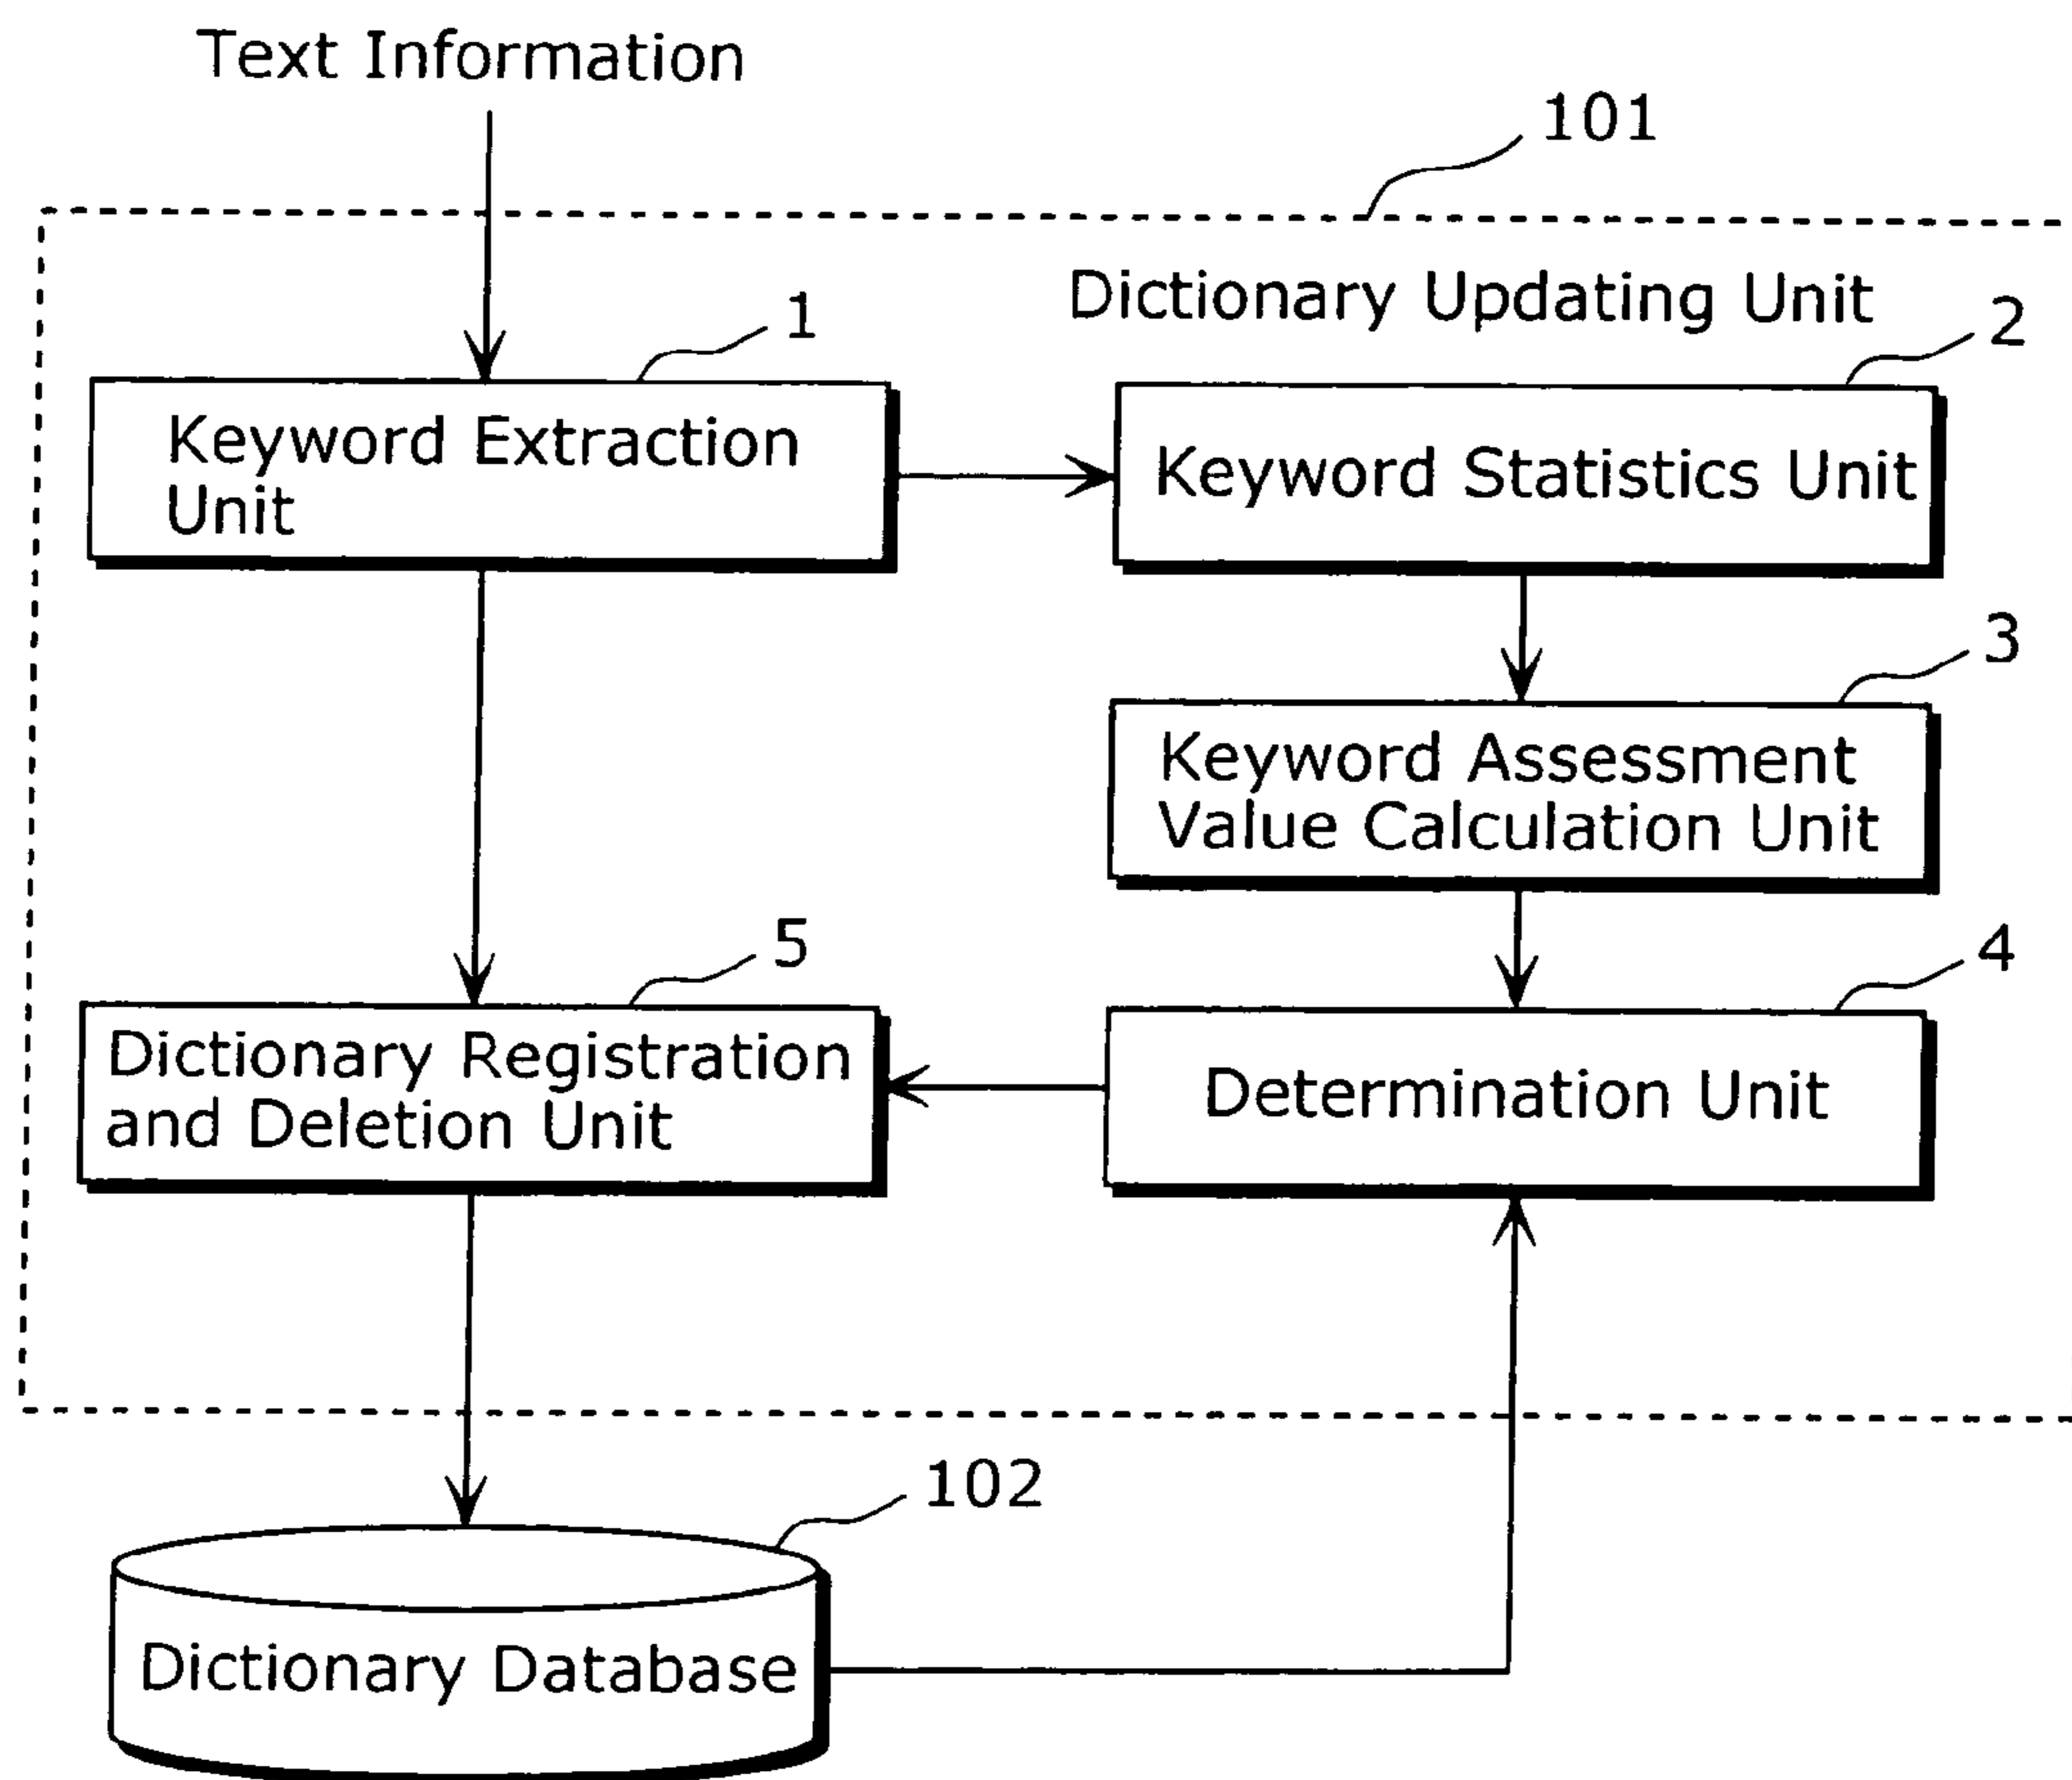 Text Information
101
Dictionary Updating Unit
1
2
Keyword Extraction
Unit
Keyword Statistics Unit
3
Keyword Assessment
Value Calculation Unit
5
4
Dictionary Registration
and Deletion Unit
Determination Unit
102
Dictionary Database